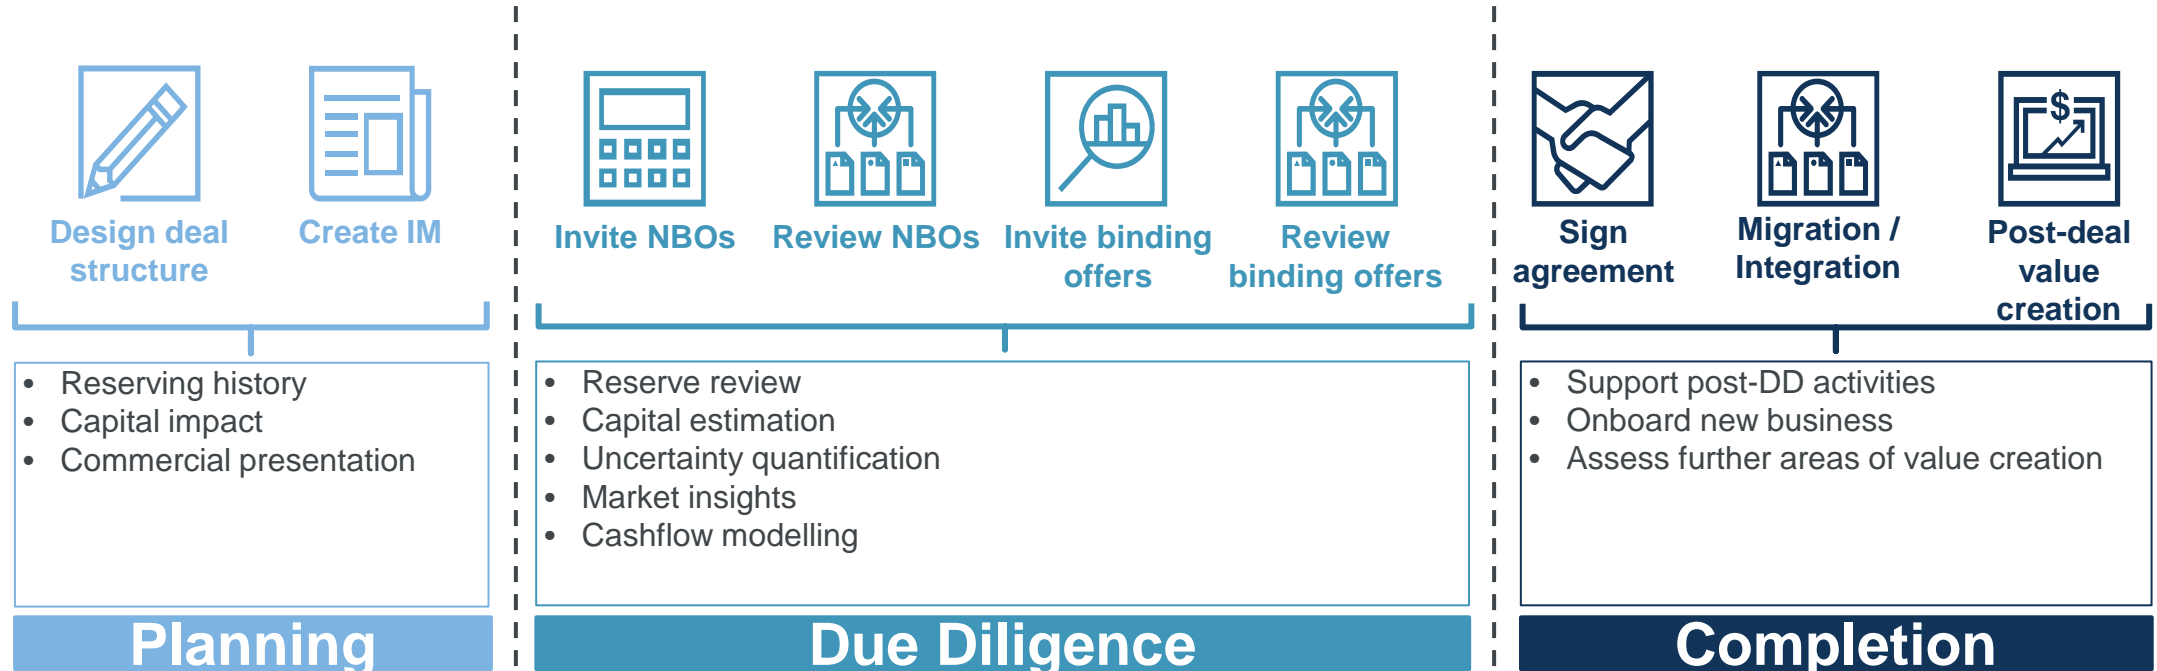 Design deal
structure
Create IM
• Reserving history
• Capital impact
• Commercial presentation
Planning
Invite NBOs
Review NBOs
Invite binding
offers
Review
binding offers
• Reserve review
• Capital estimation
• Uncertainty quantification
• Market insights
• Cashflow modelling
Due Diligence
Sign
agreement
Migration /
Integration
$
Post-deal
value
creation
• Support post-DD activities
• Onboard new business
• Assess further areas of value creation
Completion